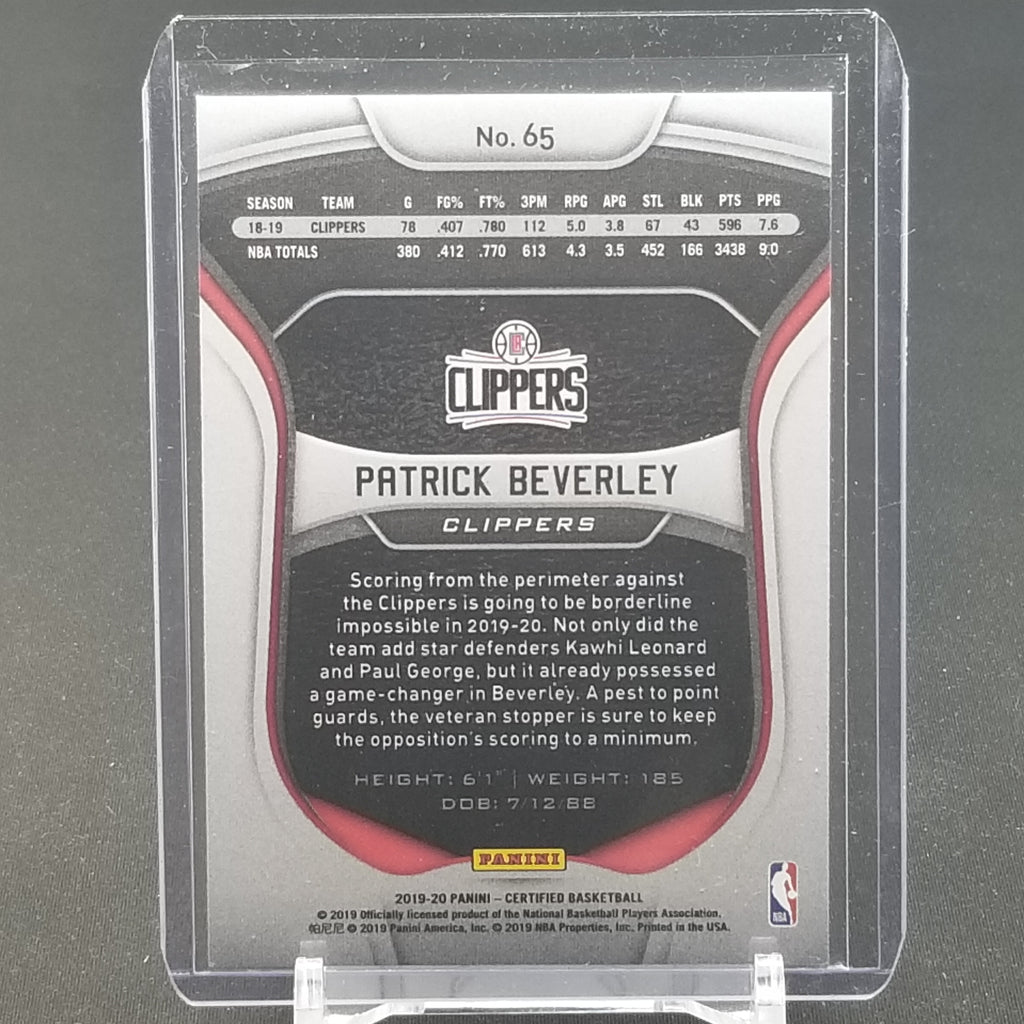 No. 65
SEASON TEAM G FG% FT% 3PM RPG APG STL BLK PTS PPG
18-19 CLIPPERS 78 .407 .780 112 5.0 3.8 67 43 596 7.6
NBA TOTALS 380 .412 .770 613 4.3 3.5 452 166 3438 9.0
CLIPPERS
PATRICK BEVERLEY
CLIPPERS
Scoring from the perimeter against
the Clippers is going to be borderline
impossible in 2019-20. Not only did the
team add star defenders Kawhi Leonard
and Paul George, but it already possessed
a game-changer in Beverley. A pest to point
guards, the veteran stopper is sure to keep
the opposition's scoring to a minimum.
HEIGHT: 6'1" | WEIGHT: 185
DOB: 7/12/88
PANINI
2019-20 PANINI – CERTIFIED BASKETBALL
© 2019 Officially licensed product of the National Basketball Players Association.
帕尼尼 © 2019 Panini America, Inc. © 2019 NBA Properties, Inc. Printed in the USA.
NBA